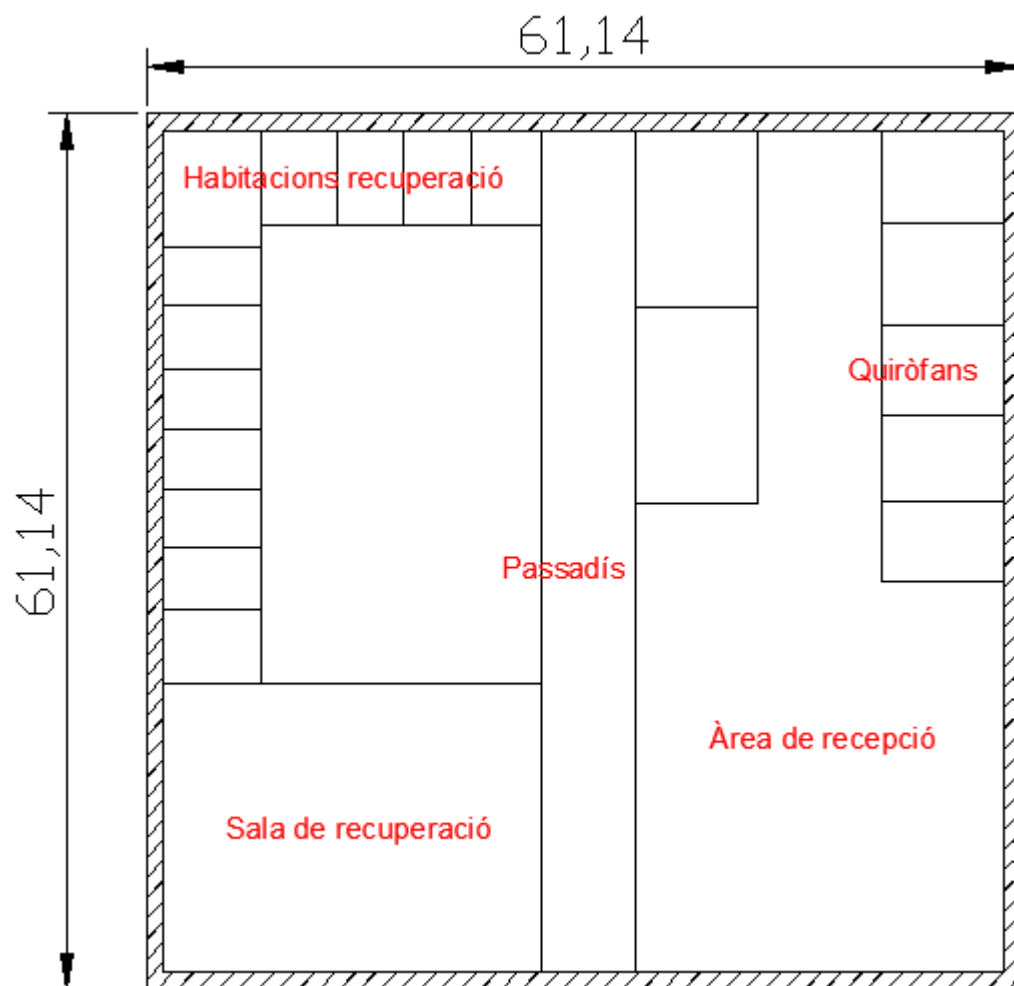 61,14
Habitacions recuperació
Quiròfans
61,14
Passadís
Àrea de recepció
Sala de recuperació